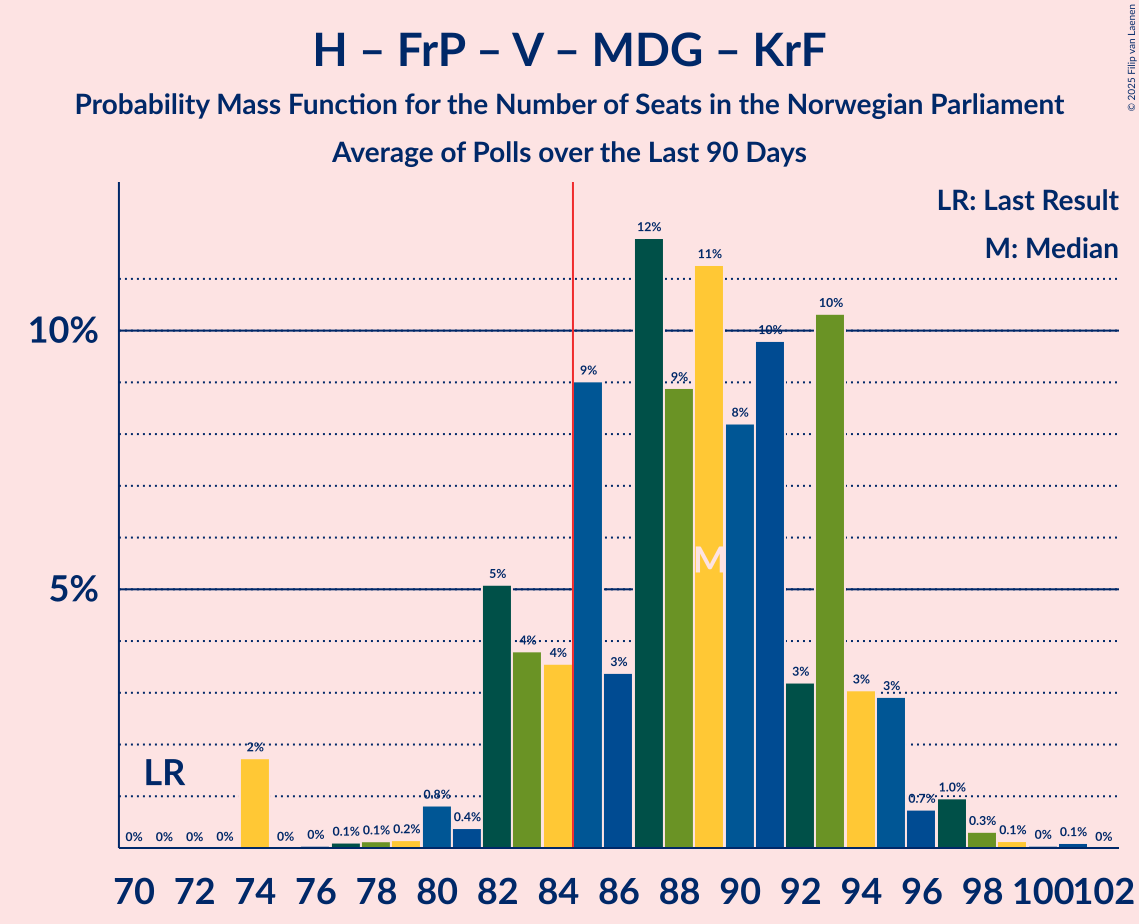 H – FrP – V – MDG – KrF
Probability Mass Function for the Number of Seats in the Norwegian Parliament
Average of Polls over the Last 90 Days
© 2025 Filip van Laenen
LR: Last Result
M: Median
10%
5%
LR
M
0% 0% 0% 0% 2% 0% 0% 0.1% 0.1% 0.2% 0.8% 0.4% 5% 4% 4% 9% 3% 12% 9% 11% 8% 10% 3% 10% 3% 3% 0.7% 1.0% 0.3% 0.1% 0% 0.1% 0%
70 72 74 76 78 80 82 84 86 88 90 92 94 96 98 100 102